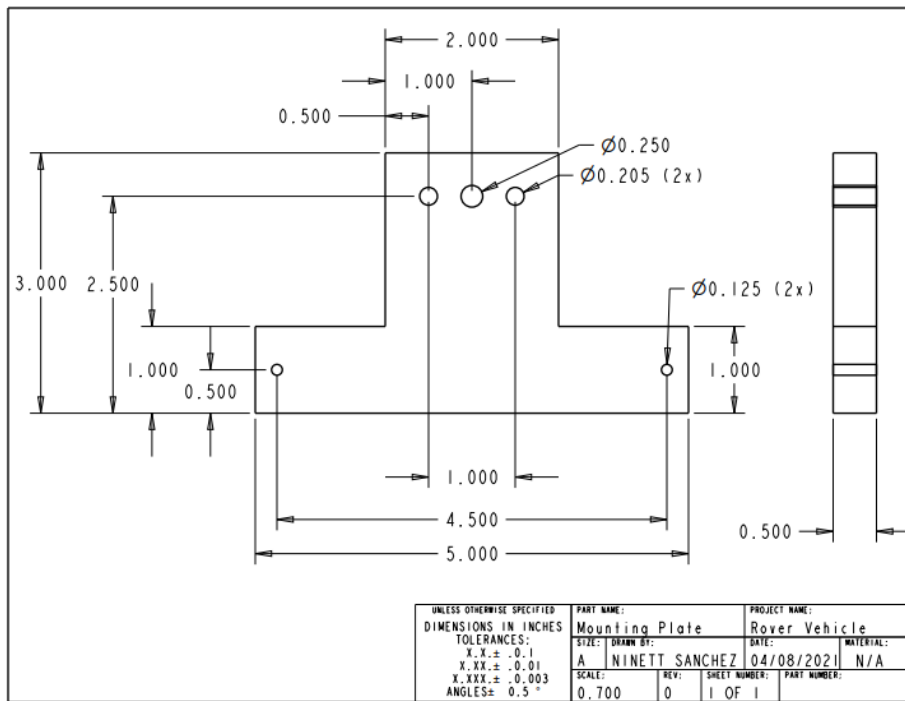 2.000
1.000
0.500
Ø0.250
Ø0.205 (2x)
3.000
2.500
Ø0.125 (2x)
1.000
0.500
1.000
1.000
4.500
5.000
0.500
UNLESS OTHERWISE SPECIFIED
DIMENSIONS IN INCHES
TOLERANCES:
X.X.± .0.1
X.XX.± .0.01
X.XXX.± .0.003
ANGLES± 0.5 °
PART NAME:
Mounting Plate
PROJECT NAME:
Rover Vehicle
SIZE:
A
DRAWN BY:
NINETT SANCHEZ
DATE:
04/08/2021
MATERIAL:
N/A
SCALE:
0.700
REV:
0
SHEET NUMBER:
1 OF 1
PART NUMBER: